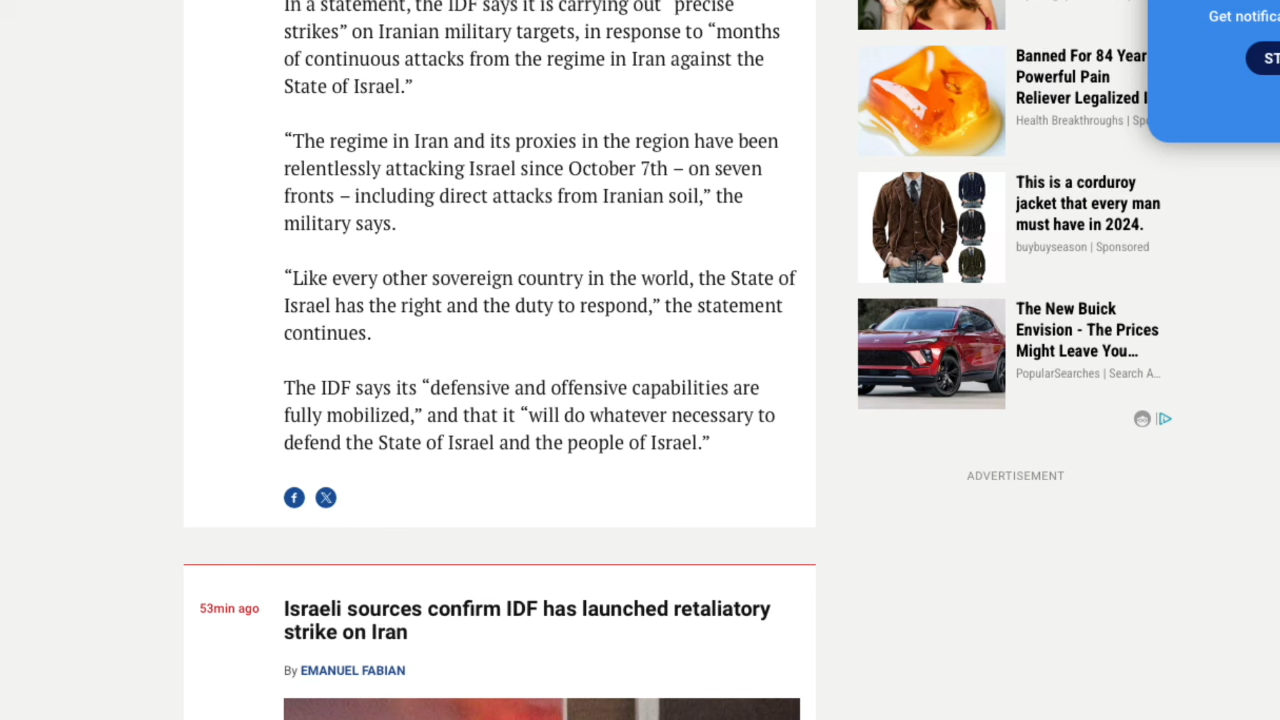 In a statement, the IDF says it is carrying out “precise
strikes” on Iranian military targets, in response to “months
of continuous attacks from the regime in Iran against the
State of Israel.”
“The regime in Iran and its proxies in the region have been
relentlessly attacking Israel since October 7th – on seven
fronts – including direct attacks from Iranian soil,” the
military says.
“Like every other sovereign country in the world, the State of
Israel has the right and the duty to respond,” the statement
continues.
The IDF says its “defensive and offensive capabilities are
fully mobilized,” and that it “will do whatever necessary to
defend the State of Israel and the people of Israel.”
53min ago
Israeli sources confirm IDF has launched retaliatory
strike on Iran
By EMANUEL FABIAN
Get notifica
ST
Banned For 84 Year
Powerful Pain
Reliever Legalized I
Health Breakthroughs | Spo
This is a corduroy
jacket that every man
must have in 2024.
buybuyseason | Sponsored
The New Buick
Envision - The Prices
Might Leave You...
PopularSearches | Search A...
ADVERTISEMENT